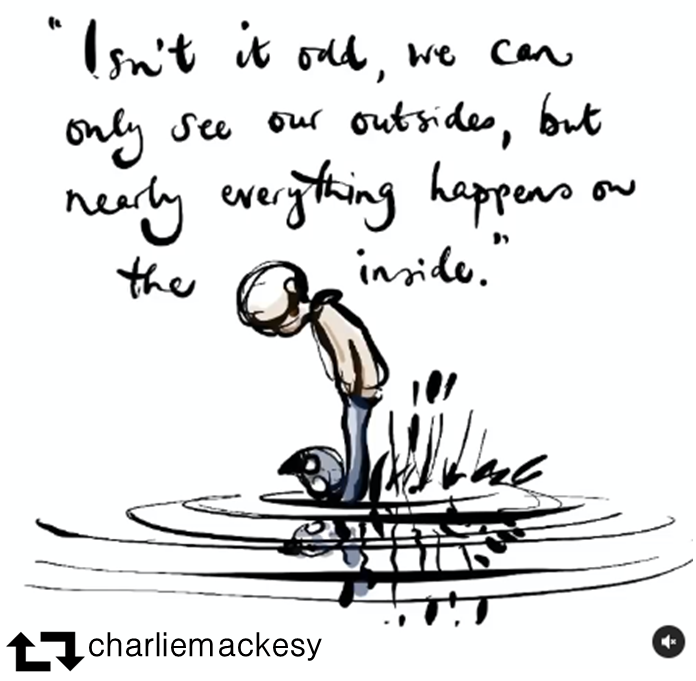 "Isn't it odd, we can
only see our outsides, but
nearly everything happens on
the inside."
charliemackesy